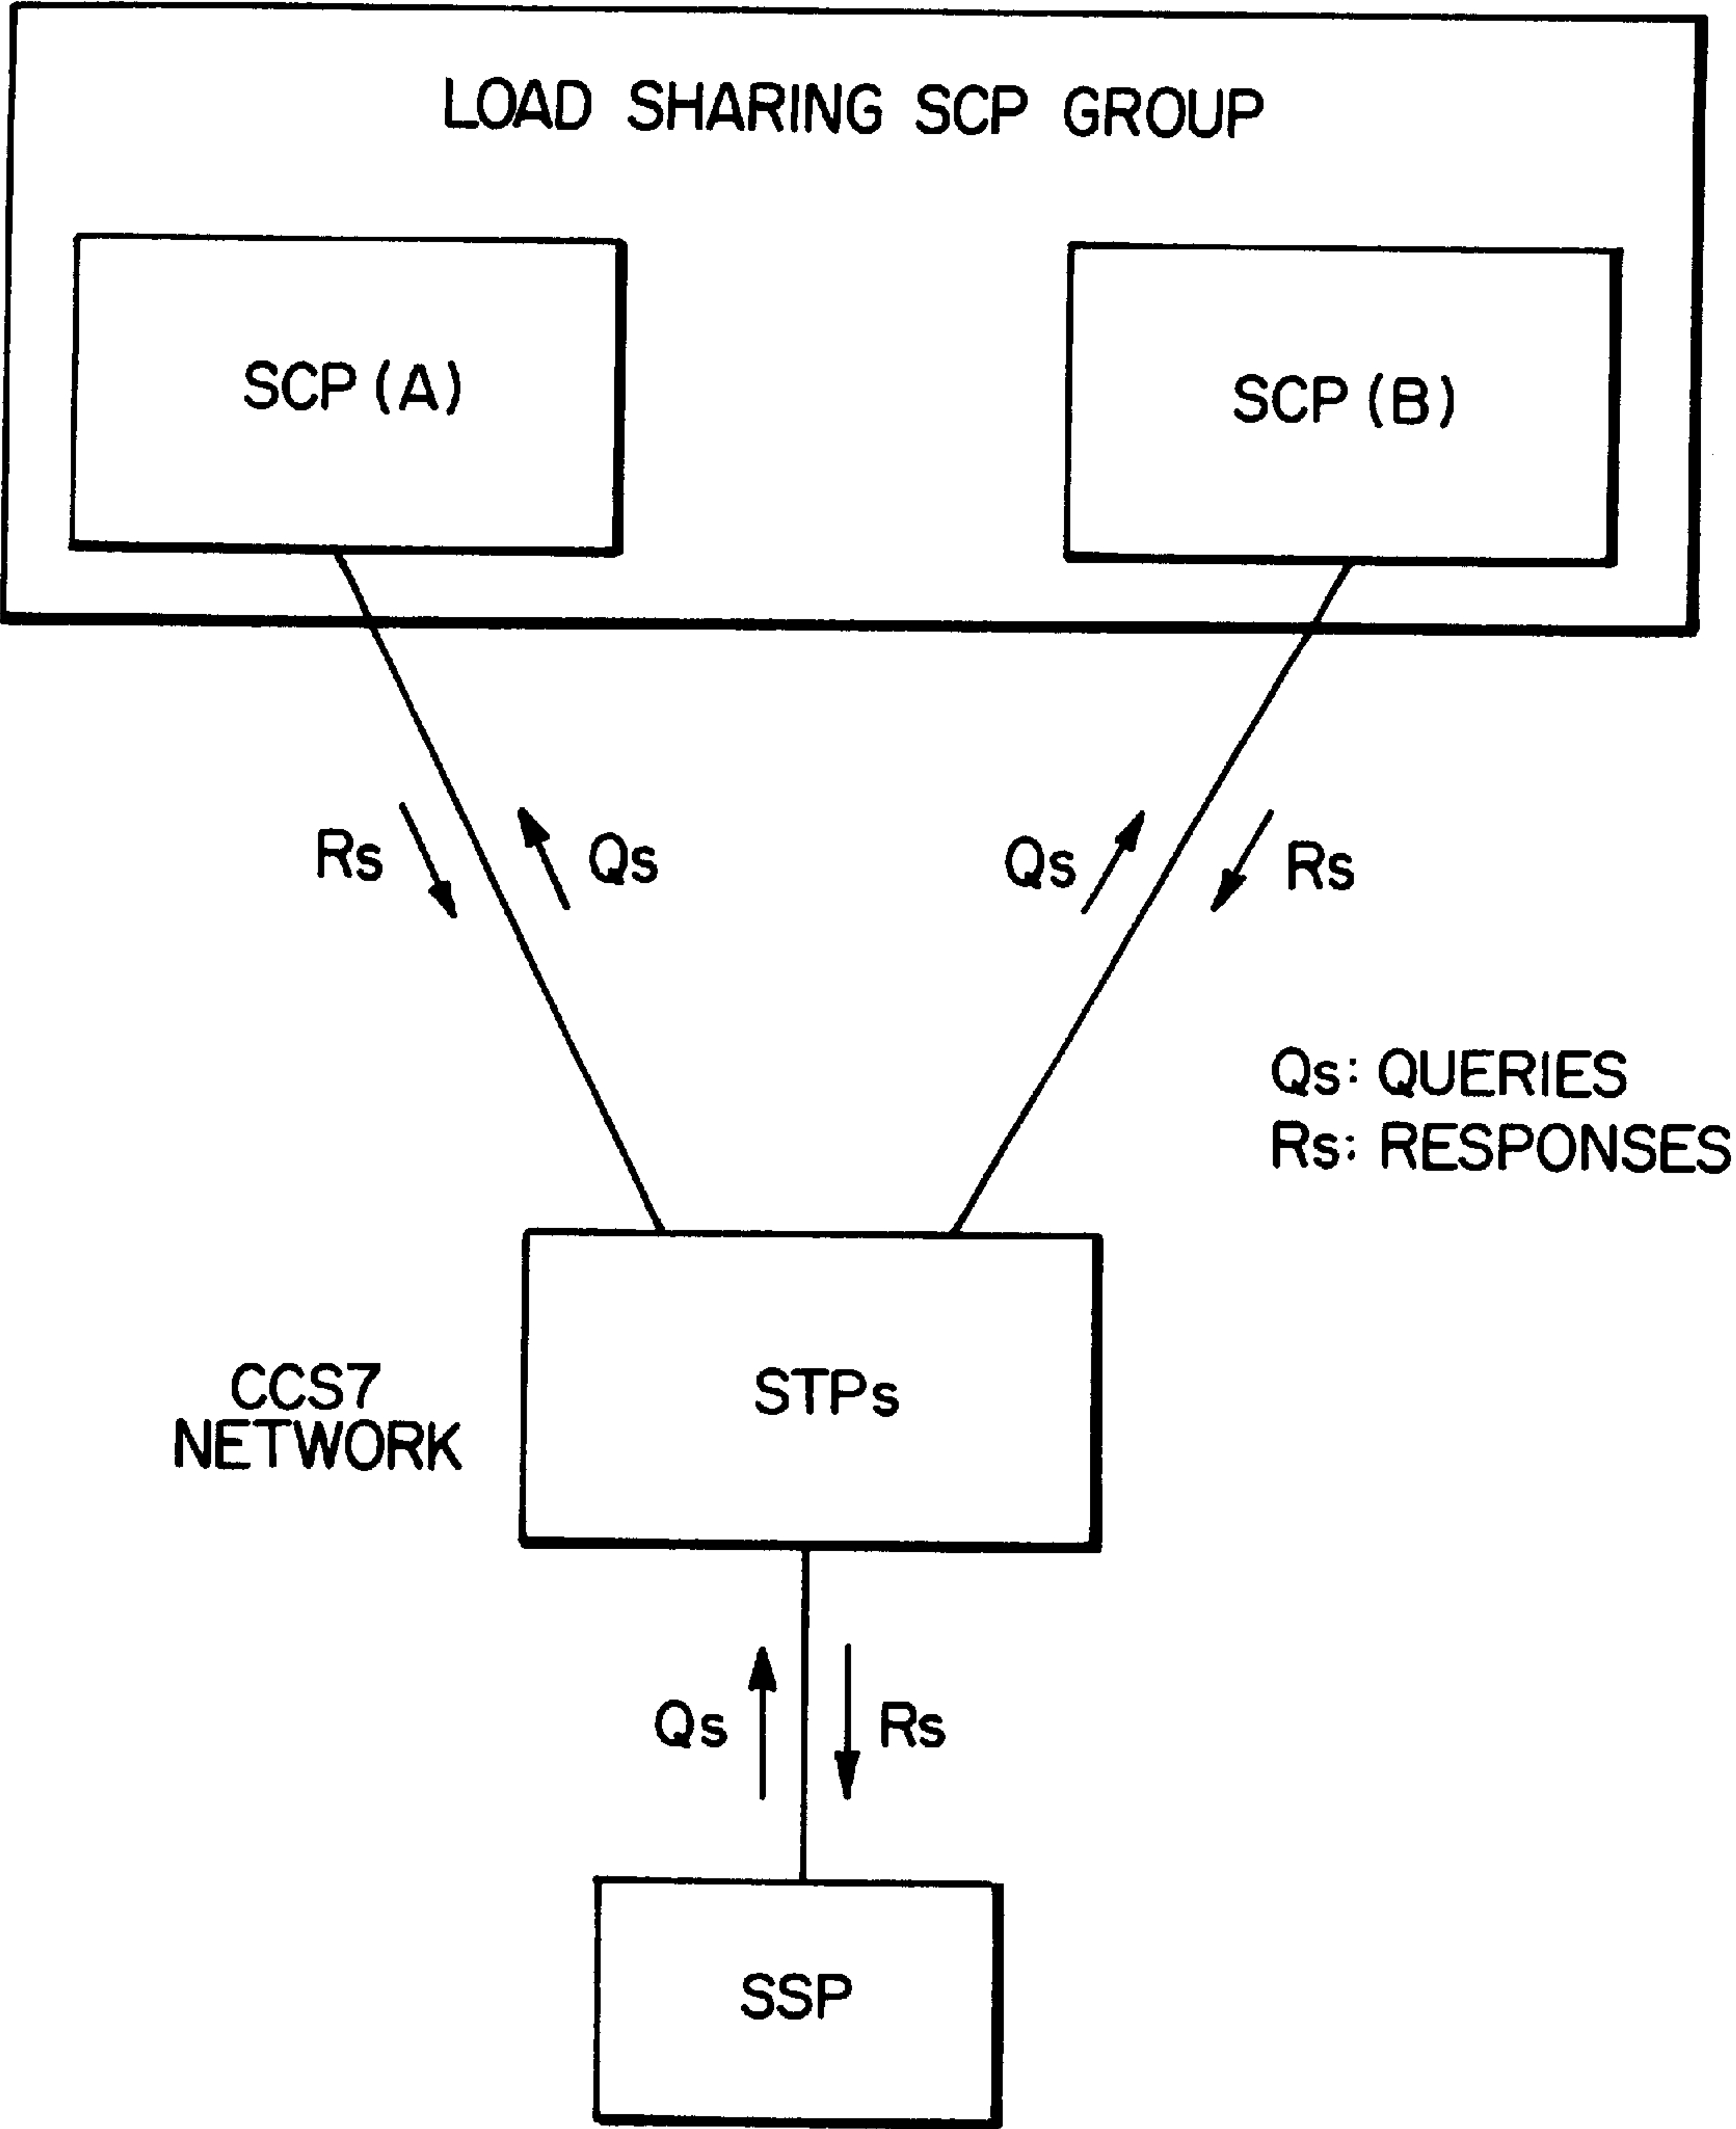 LOAD SHARING SCP GROUP
SCP (A)
SCP (B)
Rs
Qs
Qs
Rs
Qs: QUERIES
Rs: RESPONSES
STPs
CCS7
NETWORK
Qs
Rs
SSP